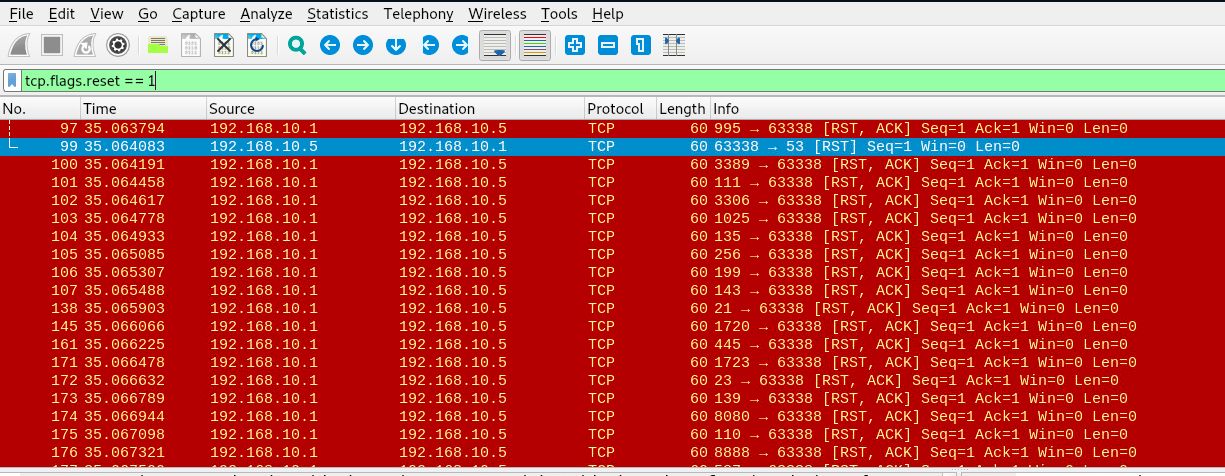 File Edit View Go Capture Analyze Statistics Telephony Wireless Tools Help
tcp.flags.reset == 1
No. Time Source Destination Protocol Length Info
97 35.063794 192.168.10.1 192.168.10.5 TCP 60 995 → 63338 [RST, ACK] Seq=1 Ack=1 Win=0 Len=0
99 35.064083 192.168.10.5 192.168.10.1 TCP 60 63338 → 53 [RST] Seq=1 Win=0 Len=0
100 35.064191 192.168.10.1 192.168.10.5 TCP 60 3389 → 63338 [RST, ACK] Seq=1 Ack=1 Win=0 Len=0
101 35.064458 192.168.10.1 192.168.10.5 TCP 60 111 → 63338 [RST, ACK] Seq=1 Ack=1 Win=0 Len=0
102 35.064617 192.168.10.1 192.168.10.5 TCP 60 3306 → 63338 [RST, ACK] Seq=1 Ack=1 Win=0 Len=0
103 35.064778 192.168.10.1 192.168.10.5 TCP 60 1025 → 63338 [RST, ACK] Seq=1 Ack=1 Win=0 Len=0
104 35.064933 192.168.10.1 192.168.10.5 TCP 60 135 → 63338 [RST, ACK] Seq=1 Ack=1 Win=0 Len=0
105 35.065085 192.168.10.1 192.168.10.5 TCP 60 256 → 63338 [RST, ACK] Seq=1 Ack=1 Win=0 Len=0
106 35.065307 192.168.10.1 192.168.10.5 TCP 60 199 → 63338 [RST, ACK] Seq=1 Ack=1 Win=0 Len=0
107 35.065488 192.168.10.1 192.168.10.5 TCP 60 143 → 63338 [RST, ACK] Seq=1 Ack=1 Win=0 Len=0
138 35.065903 192.168.10.1 192.168.10.5 TCP 60 21 → 63338 [RST, ACK] Seq=1 Ack=1 Win=0 Len=0
145 35.066066 192.168.10.1 192.168.10.5 TCP 60 1720 → 63338 [RST, ACK] Seq=1 Ack=1 Win=0 Len=0
161 35.066225 192.168.10.1 192.168.10.5 TCP 60 445 → 63338 [RST, ACK] Seq=1 Ack=1 Win=0 Len=0
171 35.066478 192.168.10.1 192.168.10.5 TCP 60 1723 → 63338 [RST, ACK] Seq=1 Ack=1 Win=0 Len=0
172 35.066632 192.168.10.1 192.168.10.5 TCP 60 23 → 63338 [RST, ACK] Seq=1 Ack=1 Win=0 Len=0
173 35.066789 192.168.10.1 192.168.10.5 TCP 60 139 → 63338 [RST, ACK] Seq=1 Ack=1 Win=0 Len=0
174 35.066944 192.168.10.1 192.168.10.5 TCP 60 8080 → 63338 [RST, ACK] Seq=1 Ack=1 Win=0 Len=0
175 35.067098 192.168.10.1 192.168.10.5 TCP 60 110 → 63338 [RST, ACK] Seq=1 Ack=1 Win=0 Len=0
176 35.067321 192.168.10.1 192.168.10.5 TCP 60 8888 → 63338 [RST, ACK] Seq=1 Ack=1 Win=0 Len=0